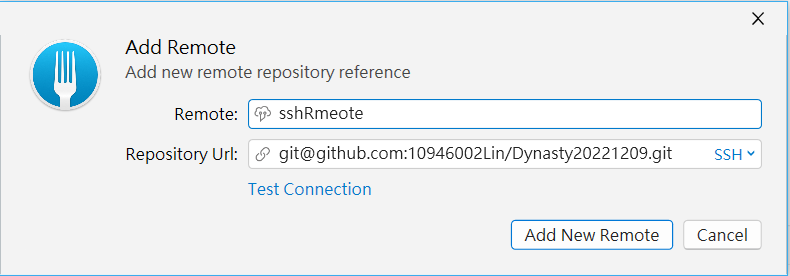 Add Remote
Add new remote repository reference
Remote: sshRmeote
Repository Url: git@github.com:10946002Lin/Dynasty20221209.git SSH
Test Connection
Add New Remote Cancel